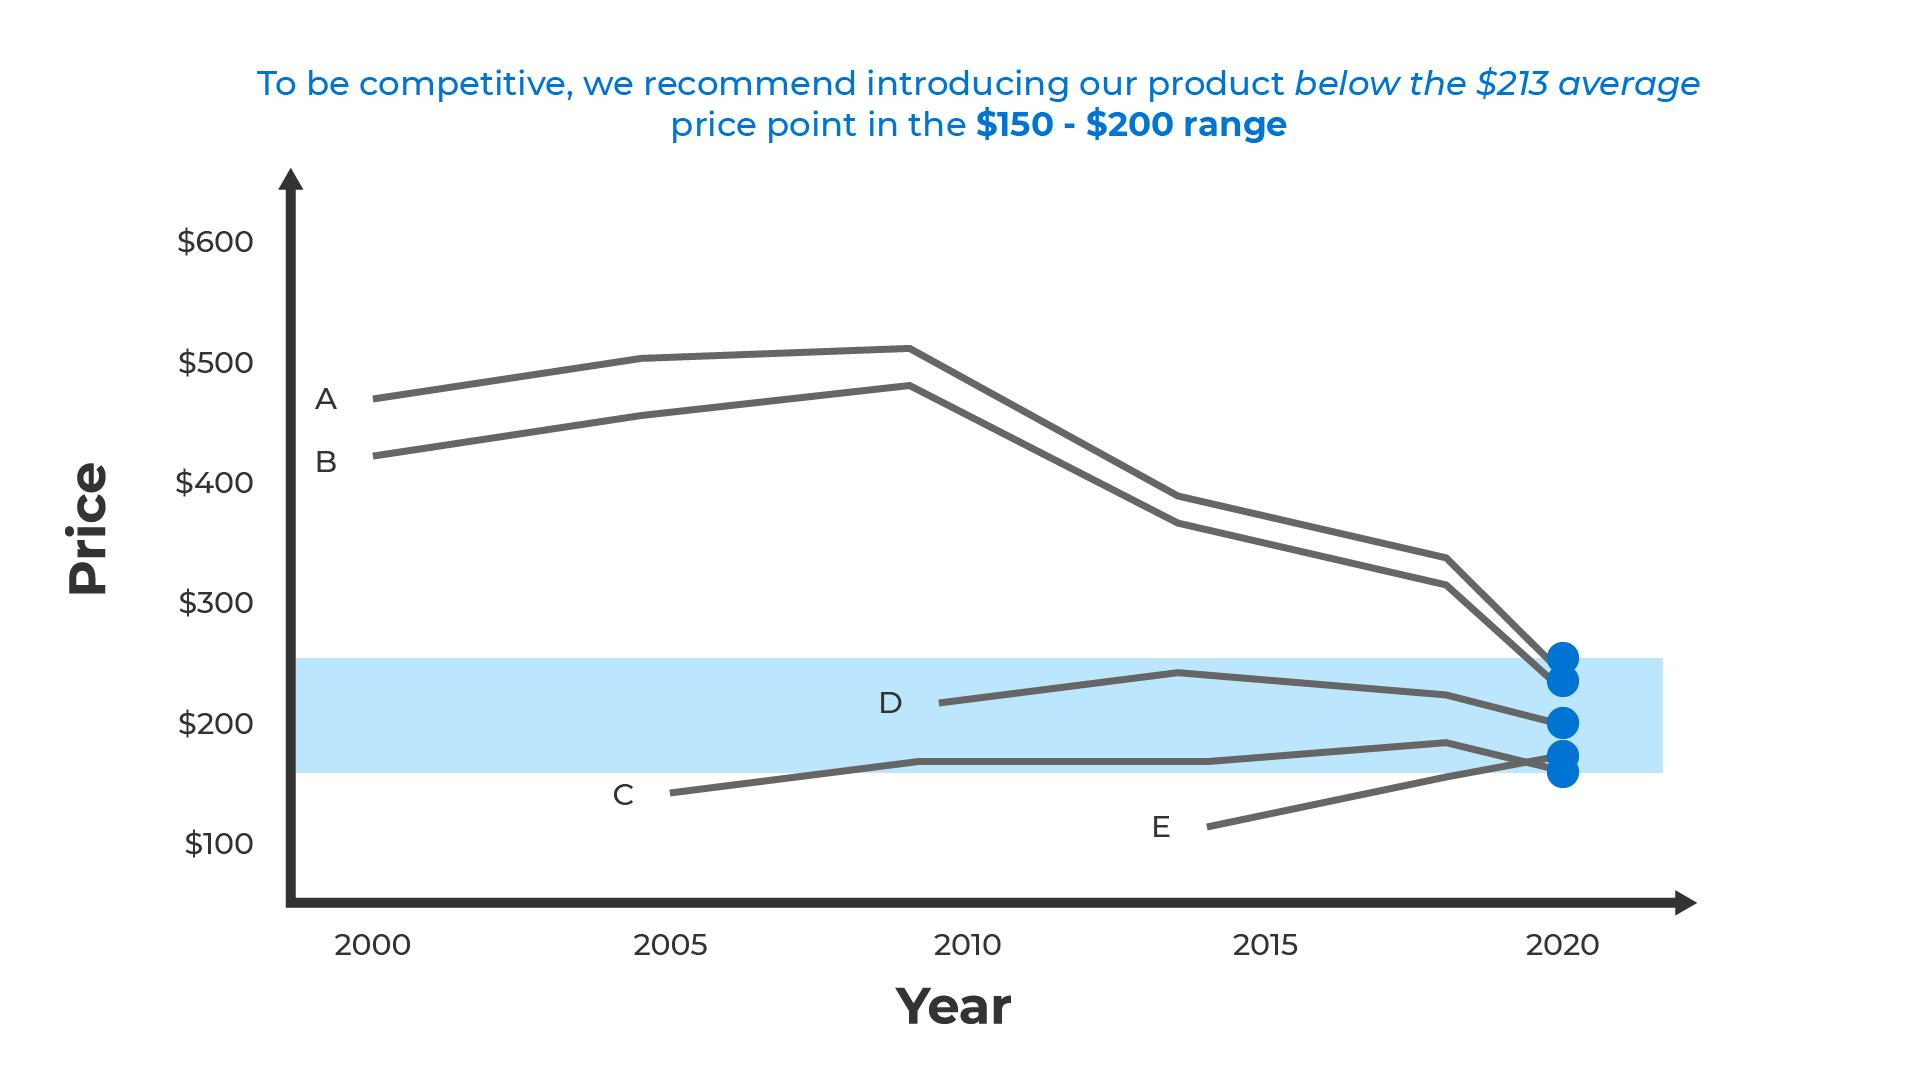 To be competitive, we recommend introducing our product below the $213 average
price point in the $150 - $200 range
$600
$500
$400
$300
$200
$100
Price
A
B
D
C
E
2000 2005 2010 2015 2020
Year